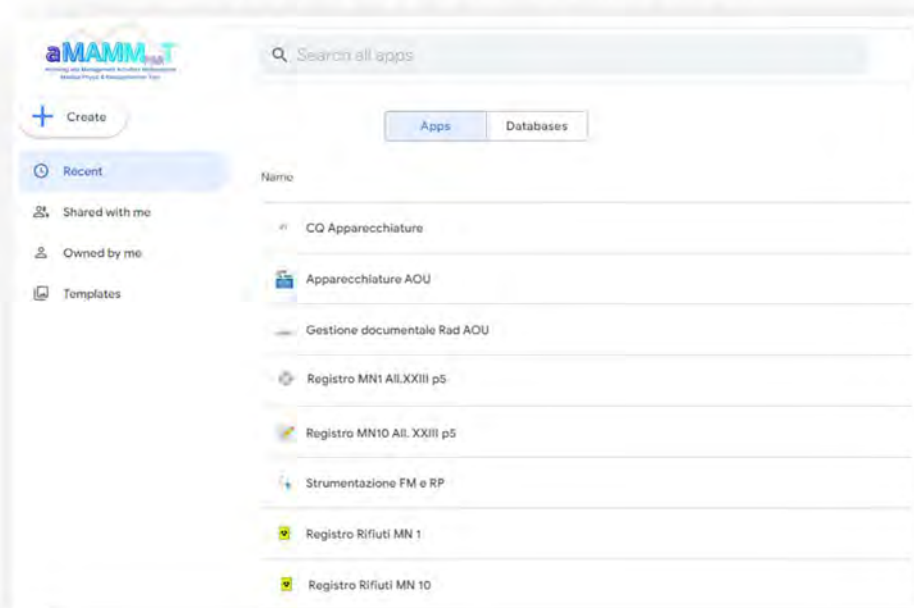 aMAMM
Search all apps
Create
Apps
Databases
Recent
Name
Shared with me
CQ Apparecchiature
Owned by me
Apparecchiature AOU
Templates
Gestione documentale Rad AOU
Registro MN1 All.XXIII p5
Registro MN10 All. XXIII p5
Strumentazione FM e RP
Registro Rifiuti MN 1
Registro Rifiuti MN 10